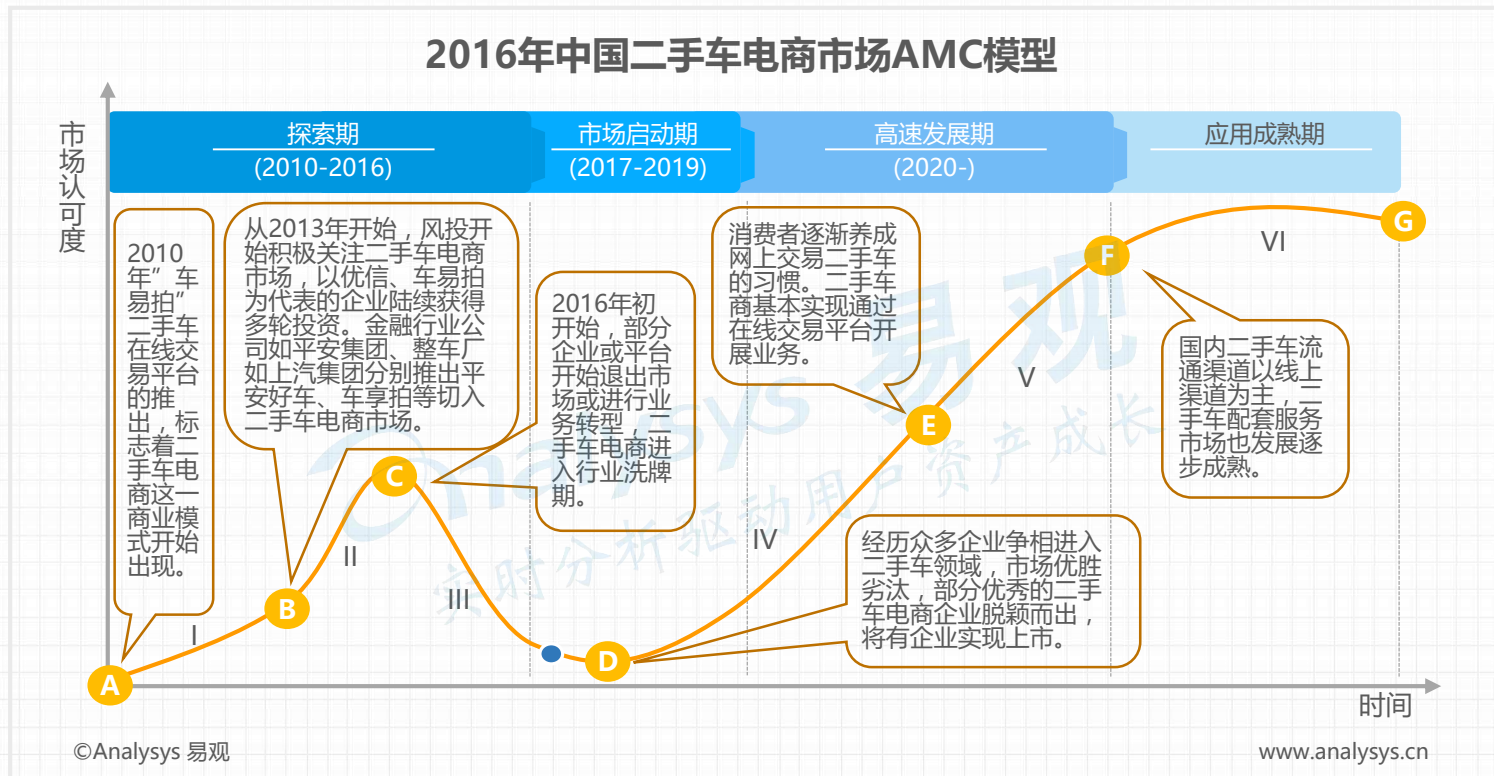 2016年中国二手车电商市场AMC模型
市场认可度
探索期
(2010-2016)
市场启动期
(2017-2019)
高速发展期
(2020-)
应用成熟期
2010
年”车
易拍”
二手车
在线交
易平台
的推
出，标
志着二
手车电
商这一
商业模
式开始
出现。
从2013年开始，风投开
始积极关注二手车电商
市场，以优信、车易拍
为代表的企业陆续获得
多轮投资。金融行业公
司如平安集团、整车厂
如上汽集团分别推出平
安好车、车享拍等切入
二手车电商市场。
2016年初
开始，部分
企业或平台
开始退出市
场或进行业
务转型，二
手车电商进
入行业洗牌
期。
消费者逐渐养成
网上交易二手车
的习惯。二手车
商基本实现通过
在线交易平台开
展业务。
国内二手车流
通渠道以线上
渠道为主，二
手车配套服务
市场也发展逐
步成熟。
经历众多企业争相进入
二手车领域，市场优胜
劣汰，部分优秀的二手
车电商企业脱颖而出，
将有企业实现上市。
A
I
B
II
C
III
D
IV
E
V
F
VI
G
Analysys 易观
实时分析驱动用户资产成长
时间
©Analysys 易观
www.analysys.cn